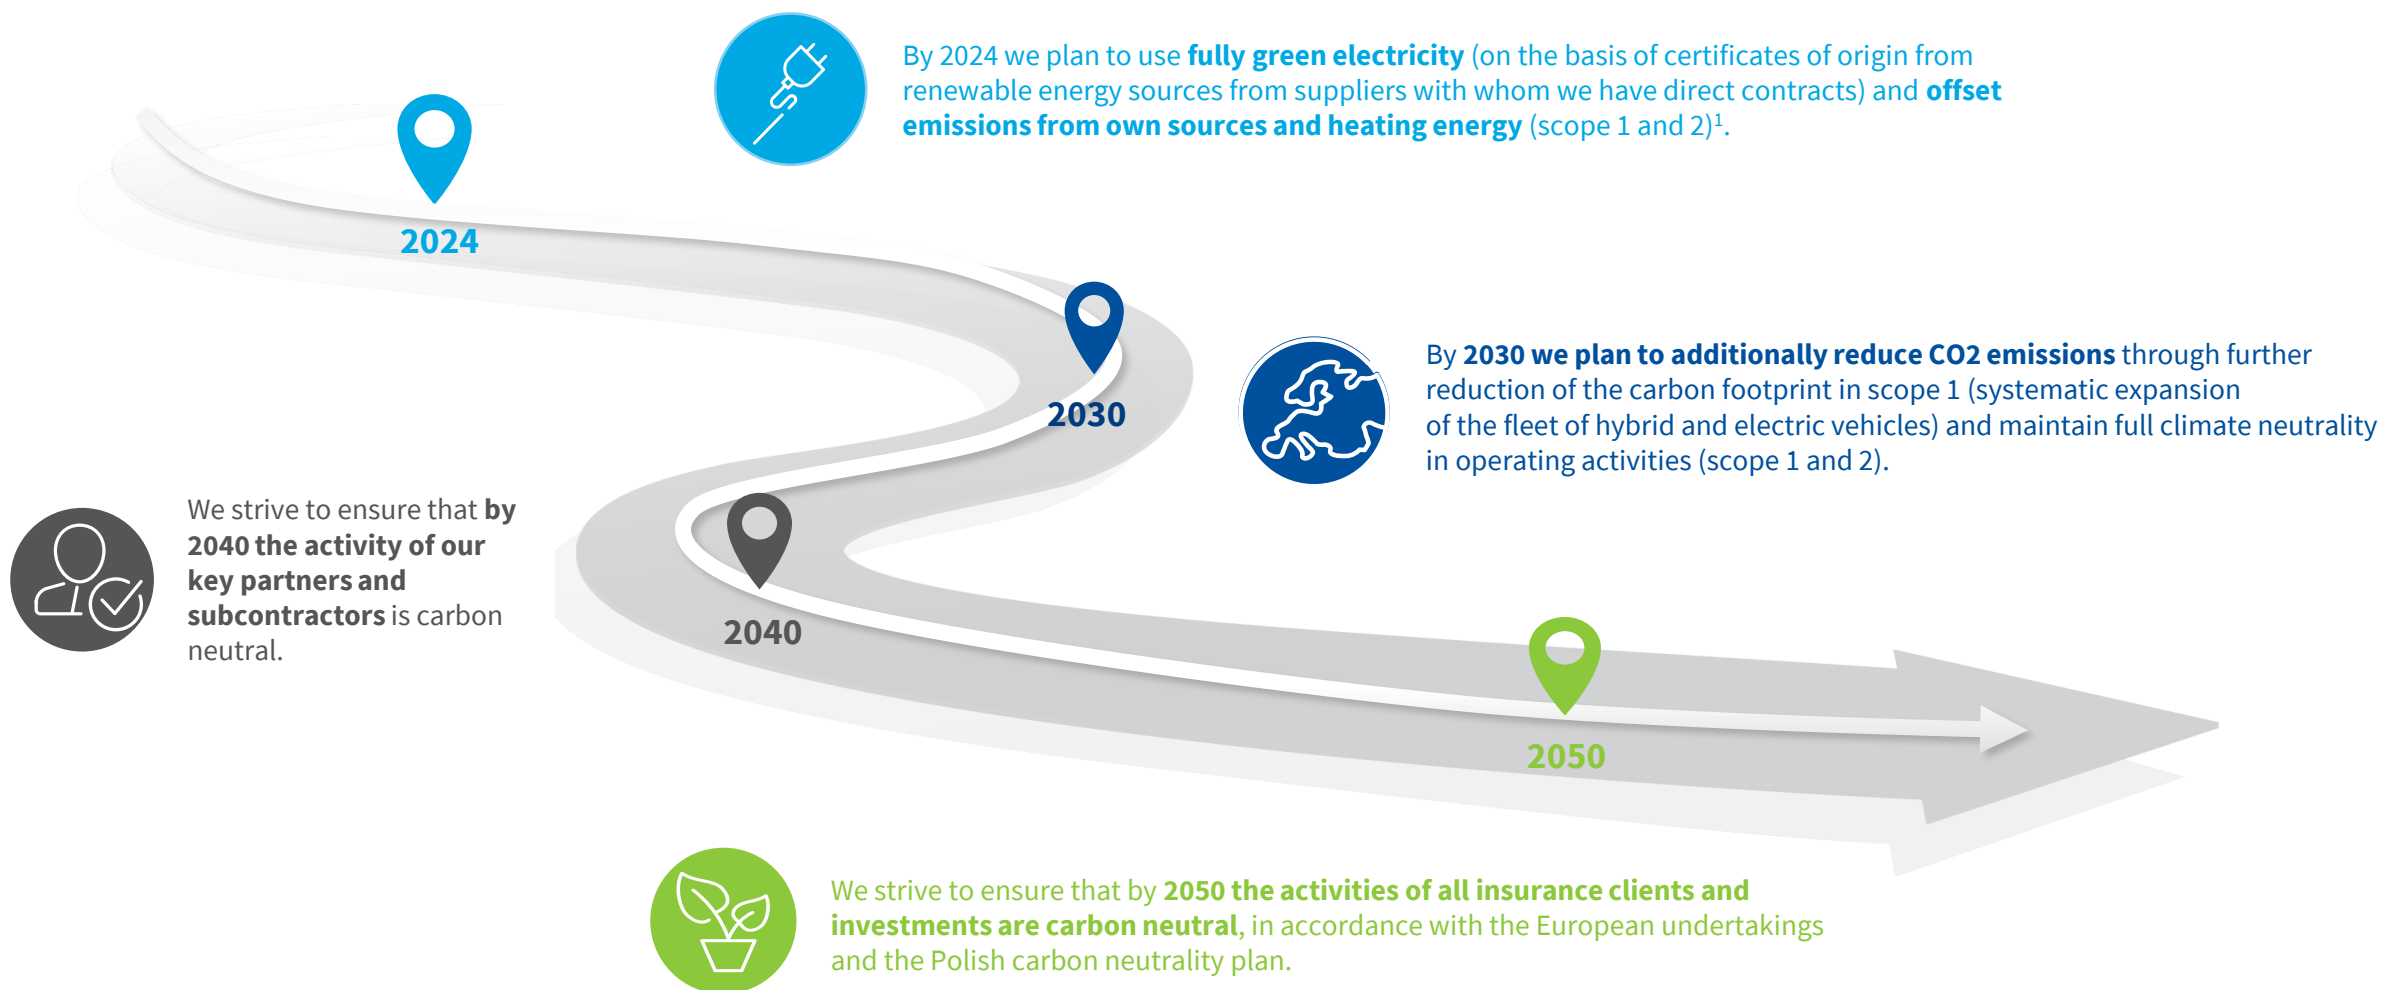 By 2024 we plan to use fully green electricity (on the basis of certificates of origin from
renewable energy sources from suppliers with whom we have direct contracts) and offset
emissions from own sources and heating energy (scope 1 and 2)¹.
2024
2030
By 2030 we plan to additionally reduce CO2 emissions through further
reduction of the carbon footprint in scope 1 (systematic expansion
of the fleet of hybrid and electric vehicles) and maintain full climate neutrality
in operating activities (scope 1 and 2).
We strive to ensure that by
2040 the activity of our
key partners and
subcontractors is carbon
neutral.
2040
2050
We strive to ensure that by 2050 the activities of all insurance clients and
investments are carbon neutral, in accordance with the European undertakings
and the Polish carbon neutrality plan.